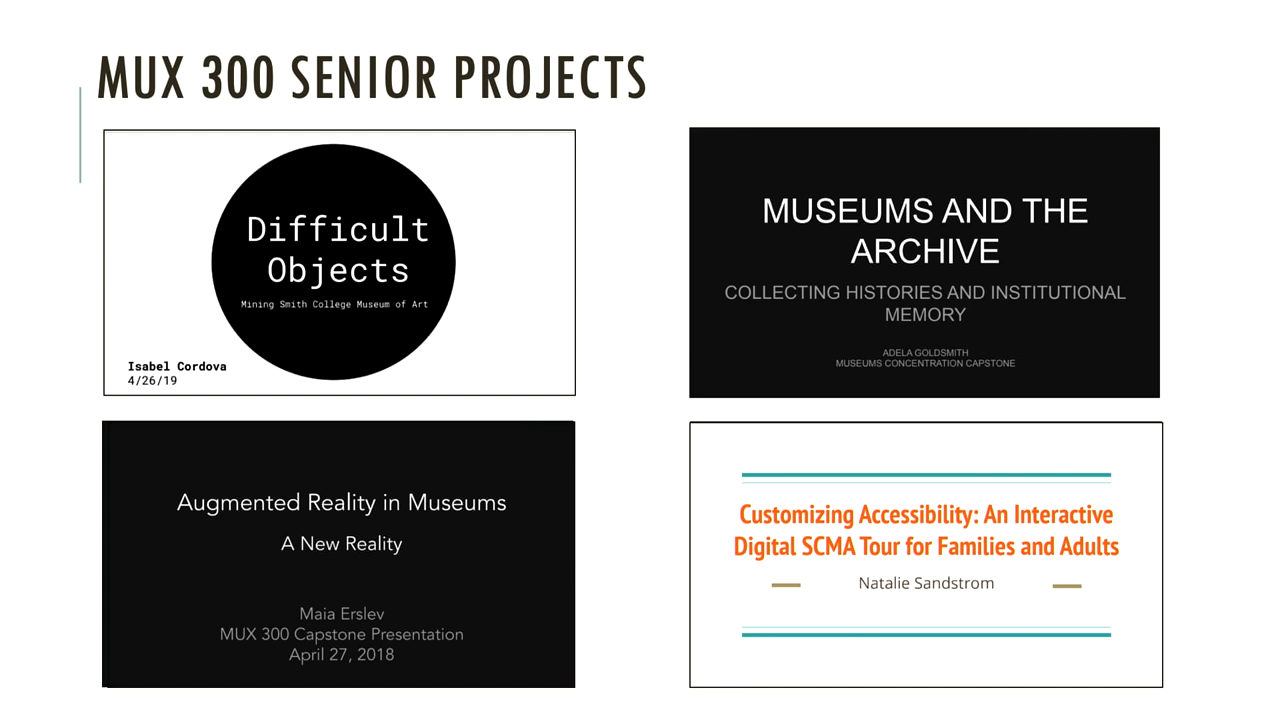 MUX 300 SENIOR PROJECTS
Difficult
Objects
Mining Smith College Museum of Art
Isabel Cordova
4/26/19
MUSEUMS AND THE
ARCHIVE
COLLECTING HISTORIES AND INSTITUTIONAL
MEMORY
ADELA GOLDSMITH
MUSEUMS CONCENTRATION CAPSTONE
Augmented Reality in Museums
A New Reality
Maia Erslev
MUX 300 Capstone Presentation
April 27, 2018
Customizing Accessibility: An Interactive
Digital SCMA Tour for Families and Adults
Natalie Sandstrom